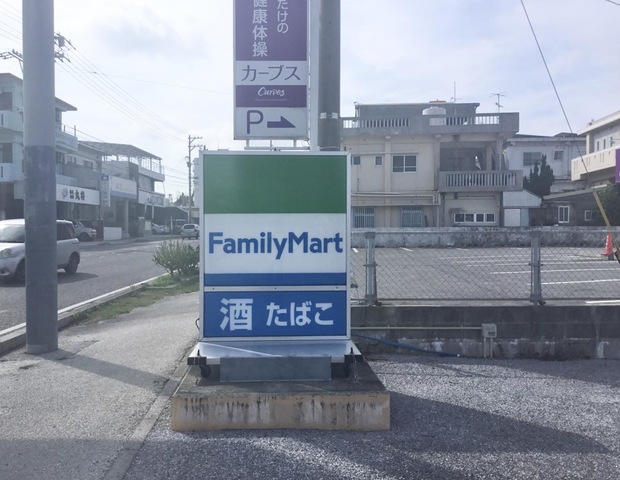 だけの
健康体操
カーブス
Curves
P
FamilyMart
酒 たばこ